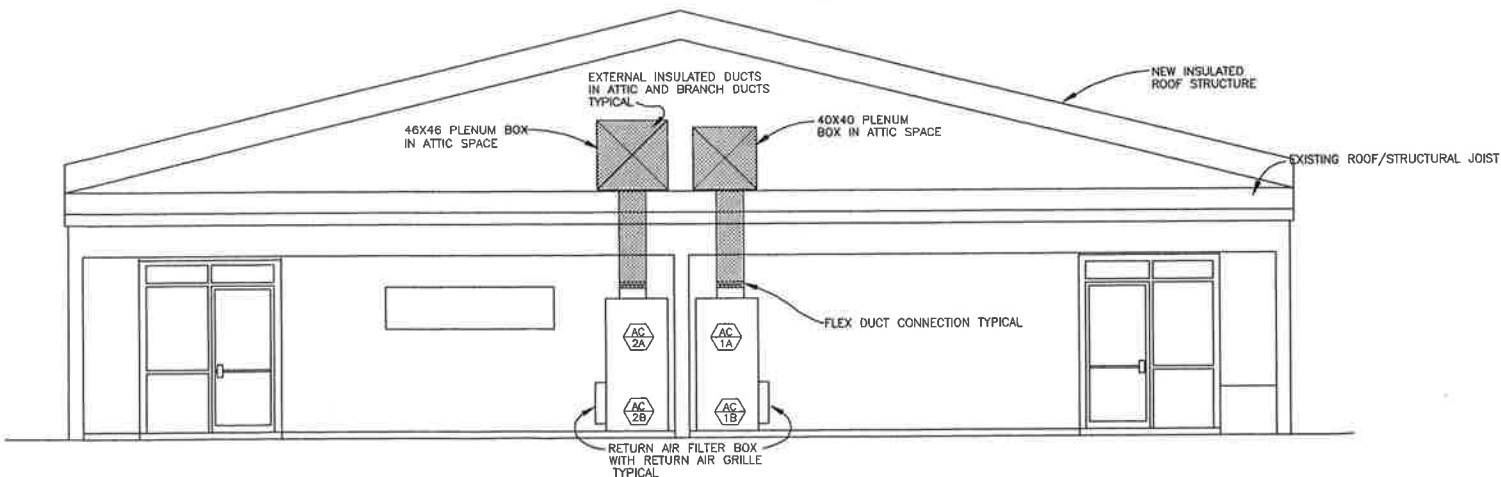 NEW INSULATED
ROOF STRUCTURE
EXTERNAL INSULATED DUCTS
IN ATTIC AND BRANCH DUCTS
TYPICAL
46X46 PLENUM BOX
IN ATTIC SPACE
40X40 PLENUM
BOX IN ATTIC SPACE
EXISTING ROOF/STRUCTURAL JOIST
FLEX DUCT CONNECTION TYPICAL
AC
2A
AC
1A
AC
2B
AC
1B
RETURN AIR FILTER BOX
WITH RETURN AIR GRILLE
TYPICAL